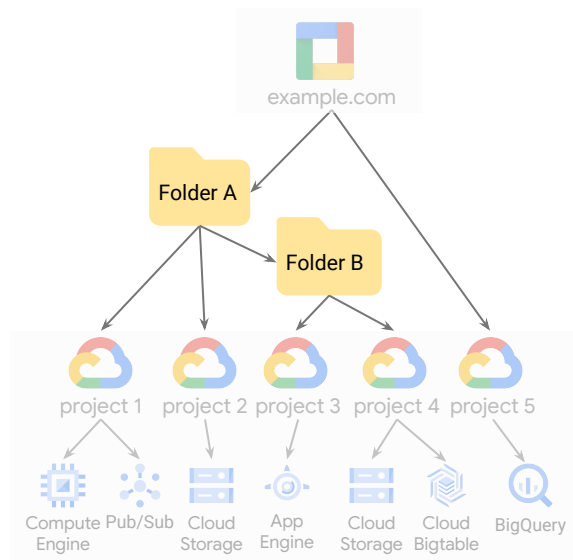 example.com
Folder A
Folder B
project 1
project 2
project 3
project 4
project 5
Compute
Engine
Pub/Sub
Cloud
Storage
App
Engine
Cloud
Storage
Cloud
Bigtable
BigQuery